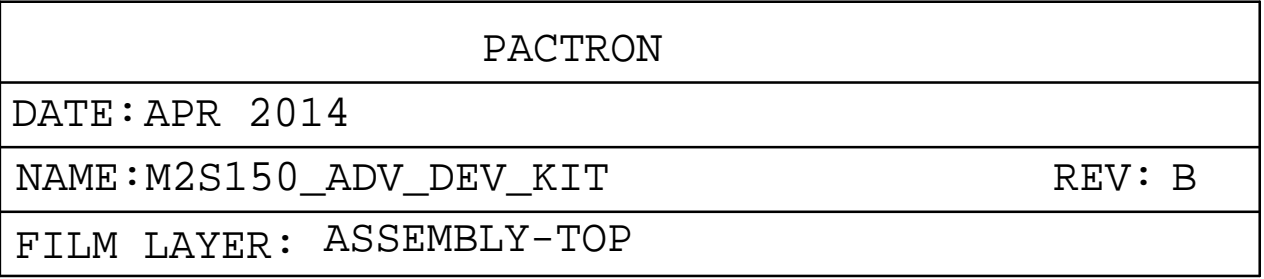 PACTRON
DATE:APR 2014
NAME:M2S150_ADV_DEV_KIT REV: B
FILM LAYER: ASSEMBLY-TOP